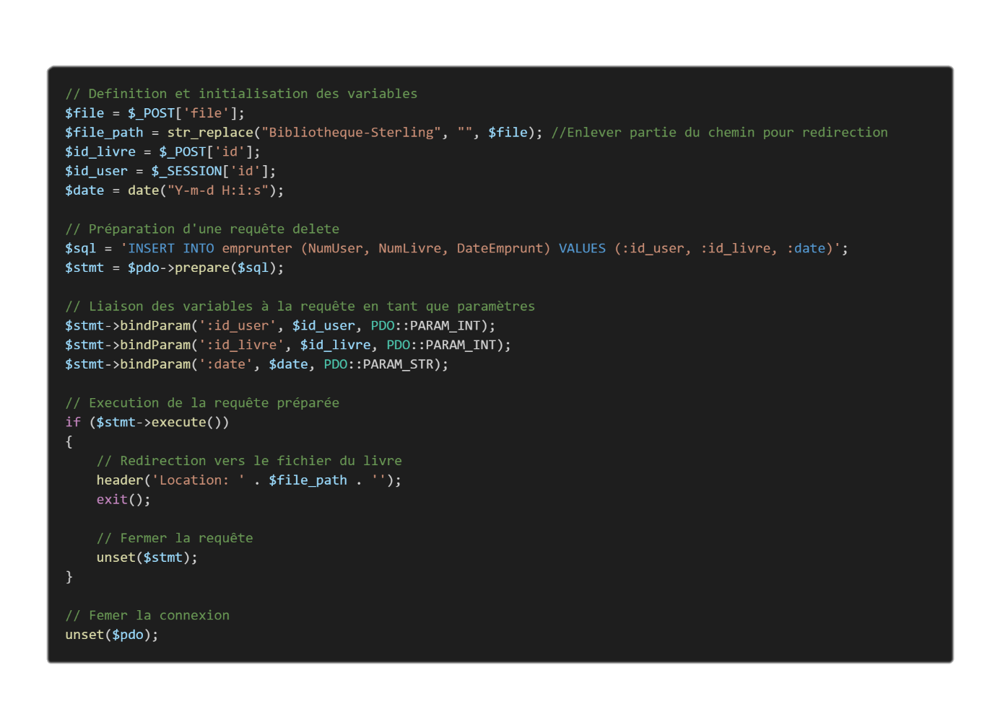 // Definition et initialisation des variables
$file = $_POST['file'];
$file_path = str_replace("Bibliotheque-Sterling", "", $file); //Enlever partie du chemin pour redirection
$id_livre = $_POST['id'];
$id_user = $_SESSION['id'];
$date = date("Y-m-d H:i:s");
// Préparation d'une requête delete
$sql = 'INSERT INTO emprunter (NumUser, NumLivre, DateEmprunt) VALUES (:id_user, :id_livre, :date)';
$stmt = $pdo->prepare($sql);
// Liaison des variables à la requête en tant que paramètres
$stmt->bindParam(':id_user', $id_user, PDO::PARAM_INT);
$stmt->bindParam(':id_livre', $id_livre, PDO::PARAM_INT);
$stmt->bindParam(':date', $date, PDO::PARAM_STR);
// Execution de la requête préparée
if ($stmt->execute())
{
    // Redirection vers le fichier du livre
    header('Location: ' . $file_path . '');
    exit();
    // Fermer la requête
    unset($stmt);
}
// Femer la connexion
unset($pdo);